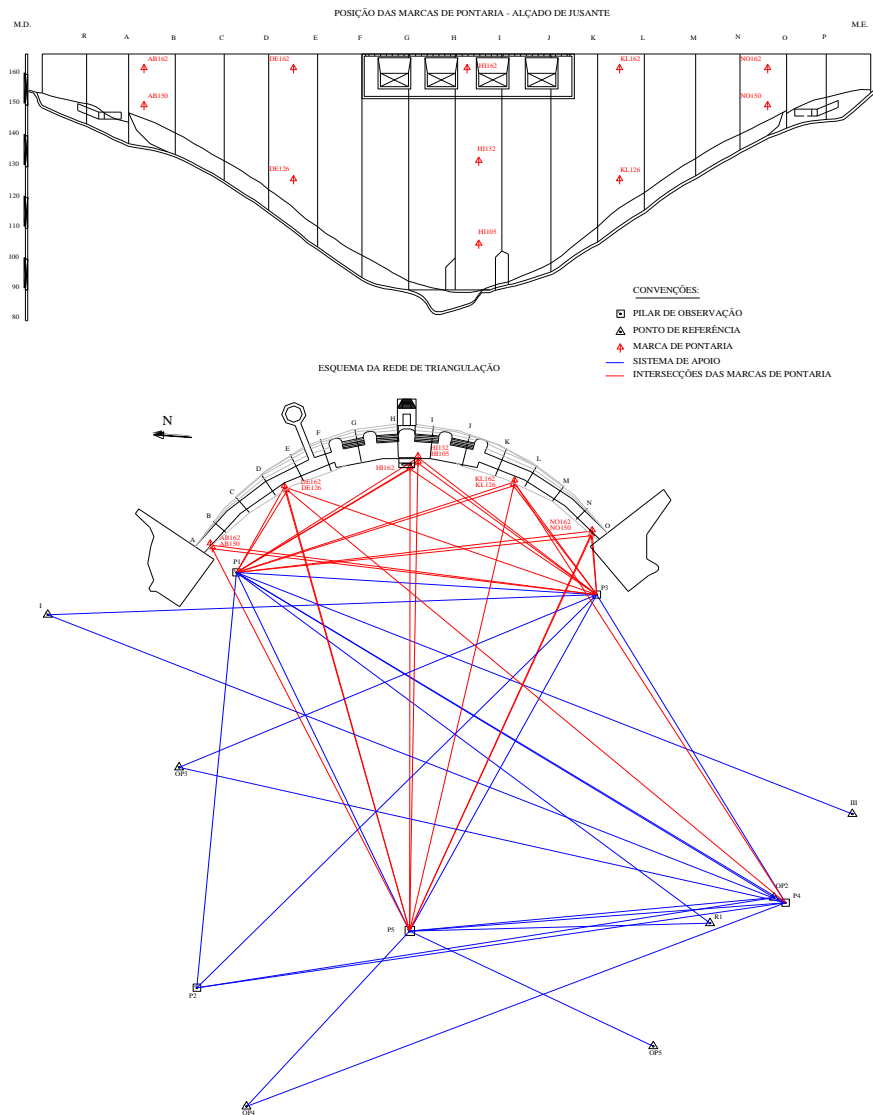 POSIÇÃO DAS MARCAS DE PONTARIA - ALÇADO DE JUSANTE
M.D.
M.E.
R A B C D E F G H I J K L M N O P
160
150
140
130
120
110
100
90
80
AB162
DE162
HI162
KL162
NO162
AB150
NO150
HI132
DE126
KL126
HI105
CONVENÇÕES:
PILAR DE OBSERVAÇÃO
PONTO DE REFERÊNCIA
MARCA DE PONTARIA
SISTEMA DE APOIO
INTERSECÇÕES DAS MARCAS DE PONTARIA
ESQUEMA DA REDE DE TRIANGULAÇÃO
N
A B C D E F G H I J K L M N O
HI132
HI105
HI162
DE162
DE126
KL162
KL126
NO162
NO150
AB162
AB150
P1
P3
I
OP3
III
OP2
P4
R1
P5
P2
OP5
OP4